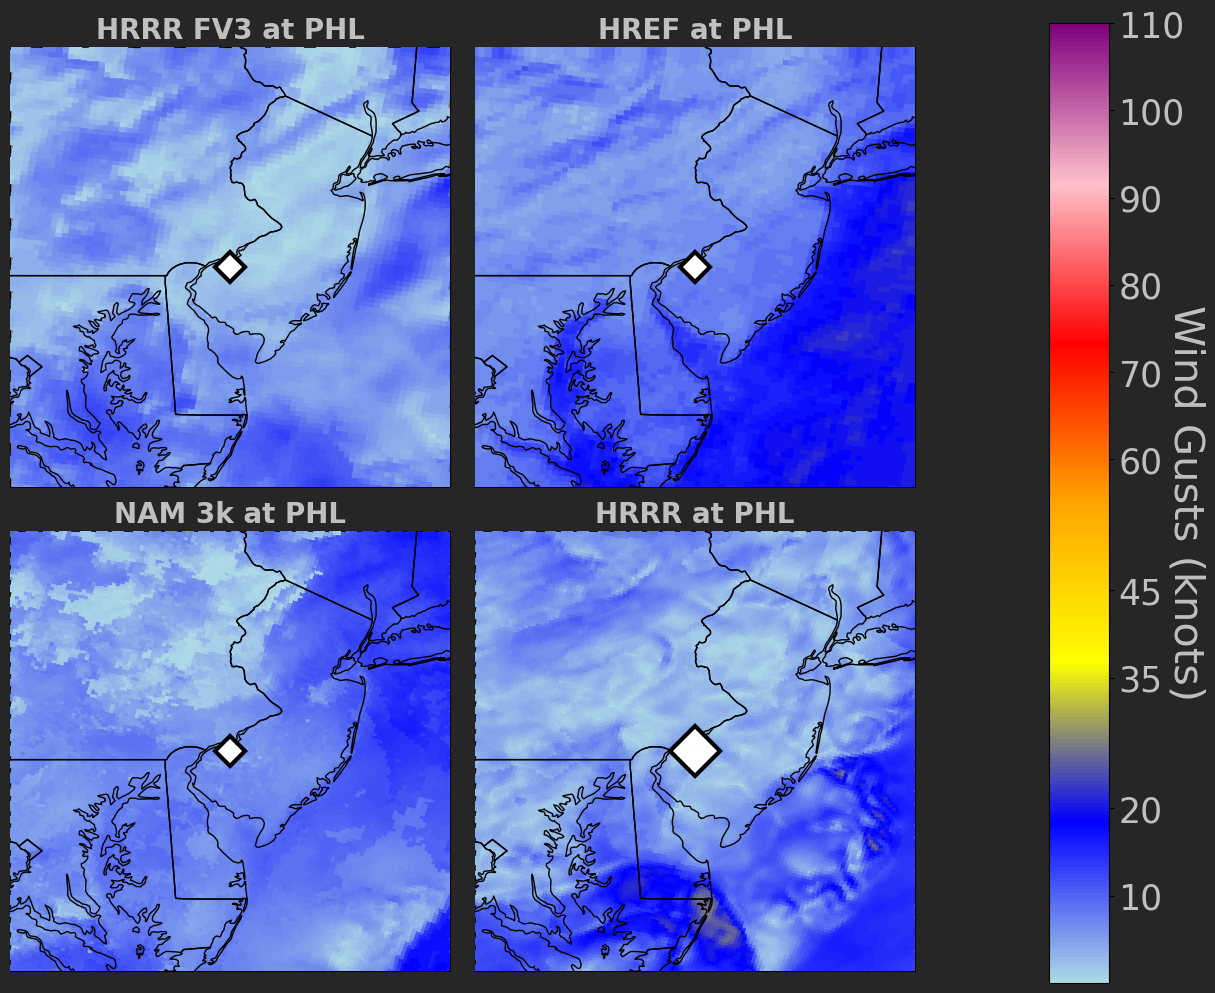 HRRR FV3 at PHL
HREF at PHL
NAM 3k at PHL
HRRR at PHL
110
100
90
80
70
60
45
35
20
10
Wind Gusts (knots)